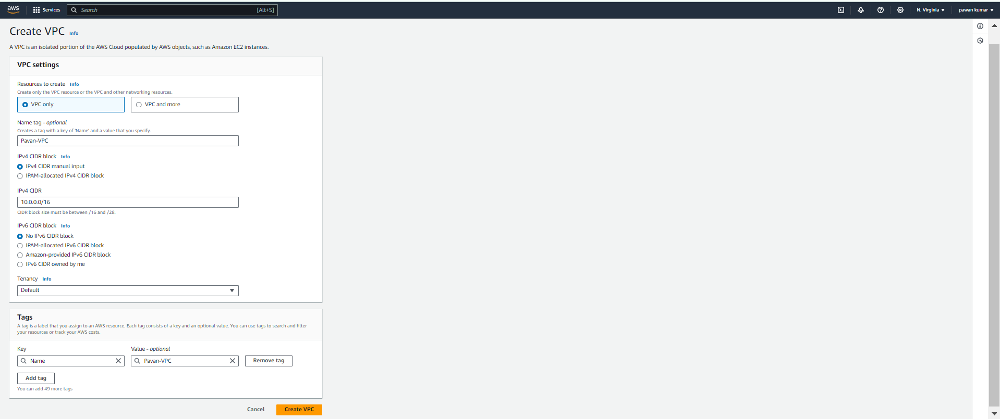 aws Services Search [Alt+S] N. Virginia pawan kumar
Create VPC Info
A VPC is an isolated portion of the AWS Cloud populated by AWS objects, such as Amazon EC2 instances.
VPC settings
Resources to create Info
Create only the VPC resource or the VPC and other networking resources.
VPC only VPC and more
Name tag - optional
Creates a tag with a key of 'Name' and a value that you specify.
Pavan-VPC
IPv4 CIDR block Info
IPv4 CIDR manual input
IPAM-allocated IPv4 CIDR block
IPv4 CIDR
10.0.0.0/16
CIDR block size must be between /16 and /28.
IPv6 CIDR block Info
No IPv6 CIDR block
IPAM-allocated IPv6 CIDR block
Amazon-provided IPv6 CIDR block
IPv6 CIDR owned by me
Tenancy Info
Default
Tags
A tag is a label that you assign to an AWS resource. Each tag consists of a key and an optional value. You can use tags to search and filter
your resources or track your AWS costs.
Key Value - optional
Name Pavan-VPC Remove tag
Add tag
You can add 49 more tags
Cancel Create VPC